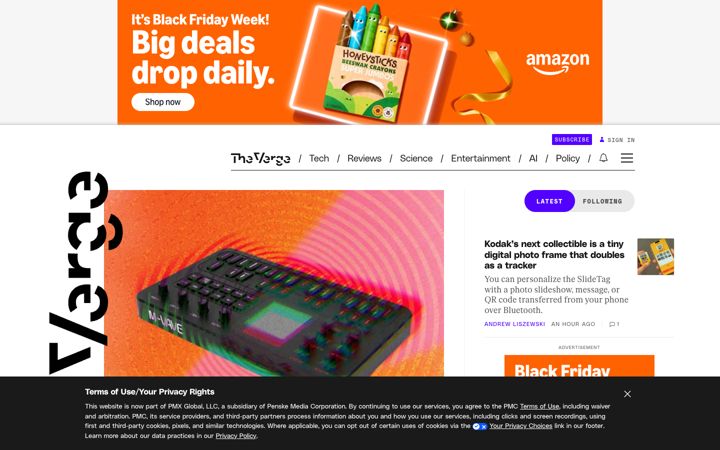 It's Black Friday Week!
Big deals
drop daily.
Shop now
HONEYSTICKS
BEESWAX CRAYONS
SUPER JUMBOS
amazon
SUBSCRIBE
SIGN IN
The Verge / Tech / Reviews / Science / Entertainment / AI / Policy /
Verge
LATEST
FOLLOWING
M-VAVE
Kodak's next collectible is a tiny
digital photo frame that doubles
as a tracker
You can personalize the SlideTag
with a photo slideshow, message, or
QR code transferred from your phone
over Bluetooth.
ANDREW LISZEWSKI AN HOUR AGO 1
ADVERTISEMENT
Black Friday
Terms of Use/Your Privacy Rights
This website is now part of PMX Global, LLC, a subsidiary of Penske Media Corporation. By continuing to use our services, you agree to the PMC Terms of Use, including waiver
and arbitration. PMC, its service providers, and third-party partners process information about you and how you use our services, including clicks and screen recordings, using
first and third-party cookies, pixels, and similar technologies. Where applicable, you can opt out of certain uses of cookies via the Your Privacy Choices link in our footer.
Learn more about our data practices in our Privacy Policy.